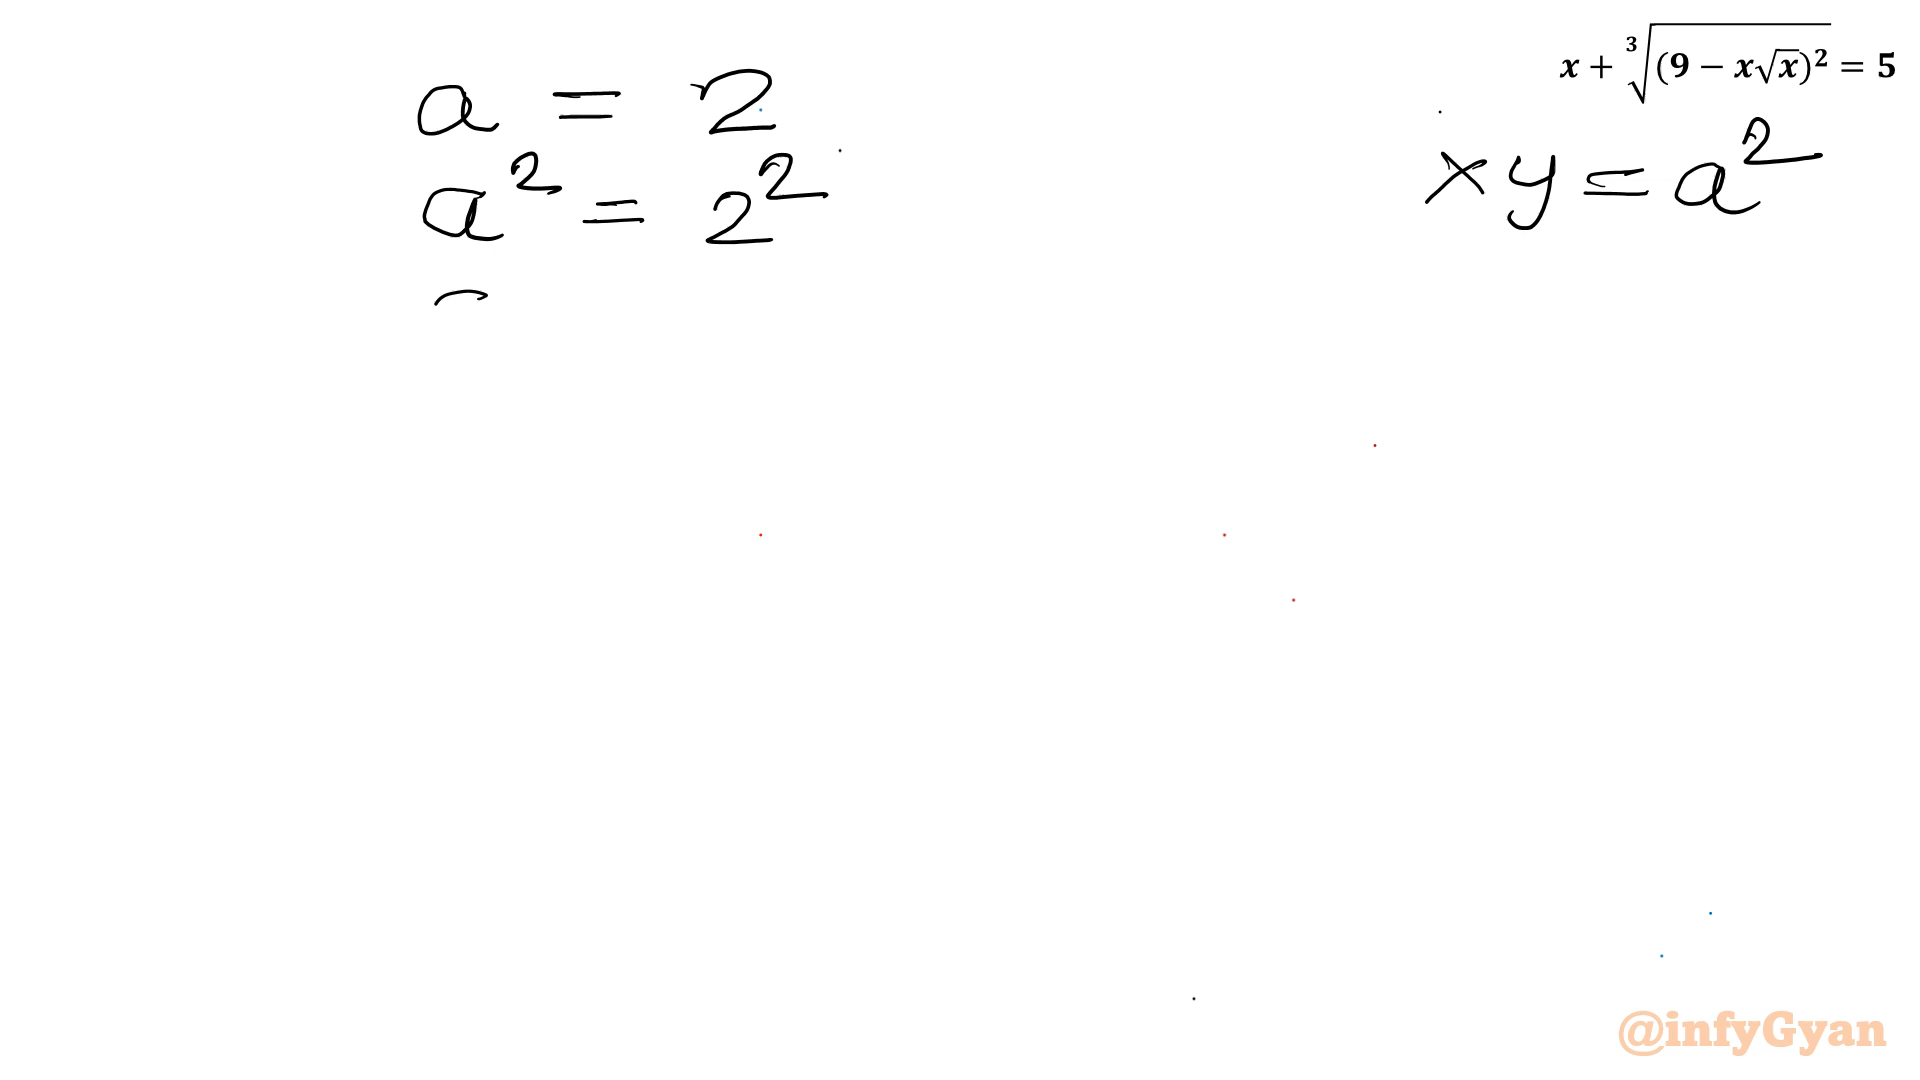 x + ∛(9 − x√x)² = 5
a = 2
xy = a²
a² = 2²
@infyGyan